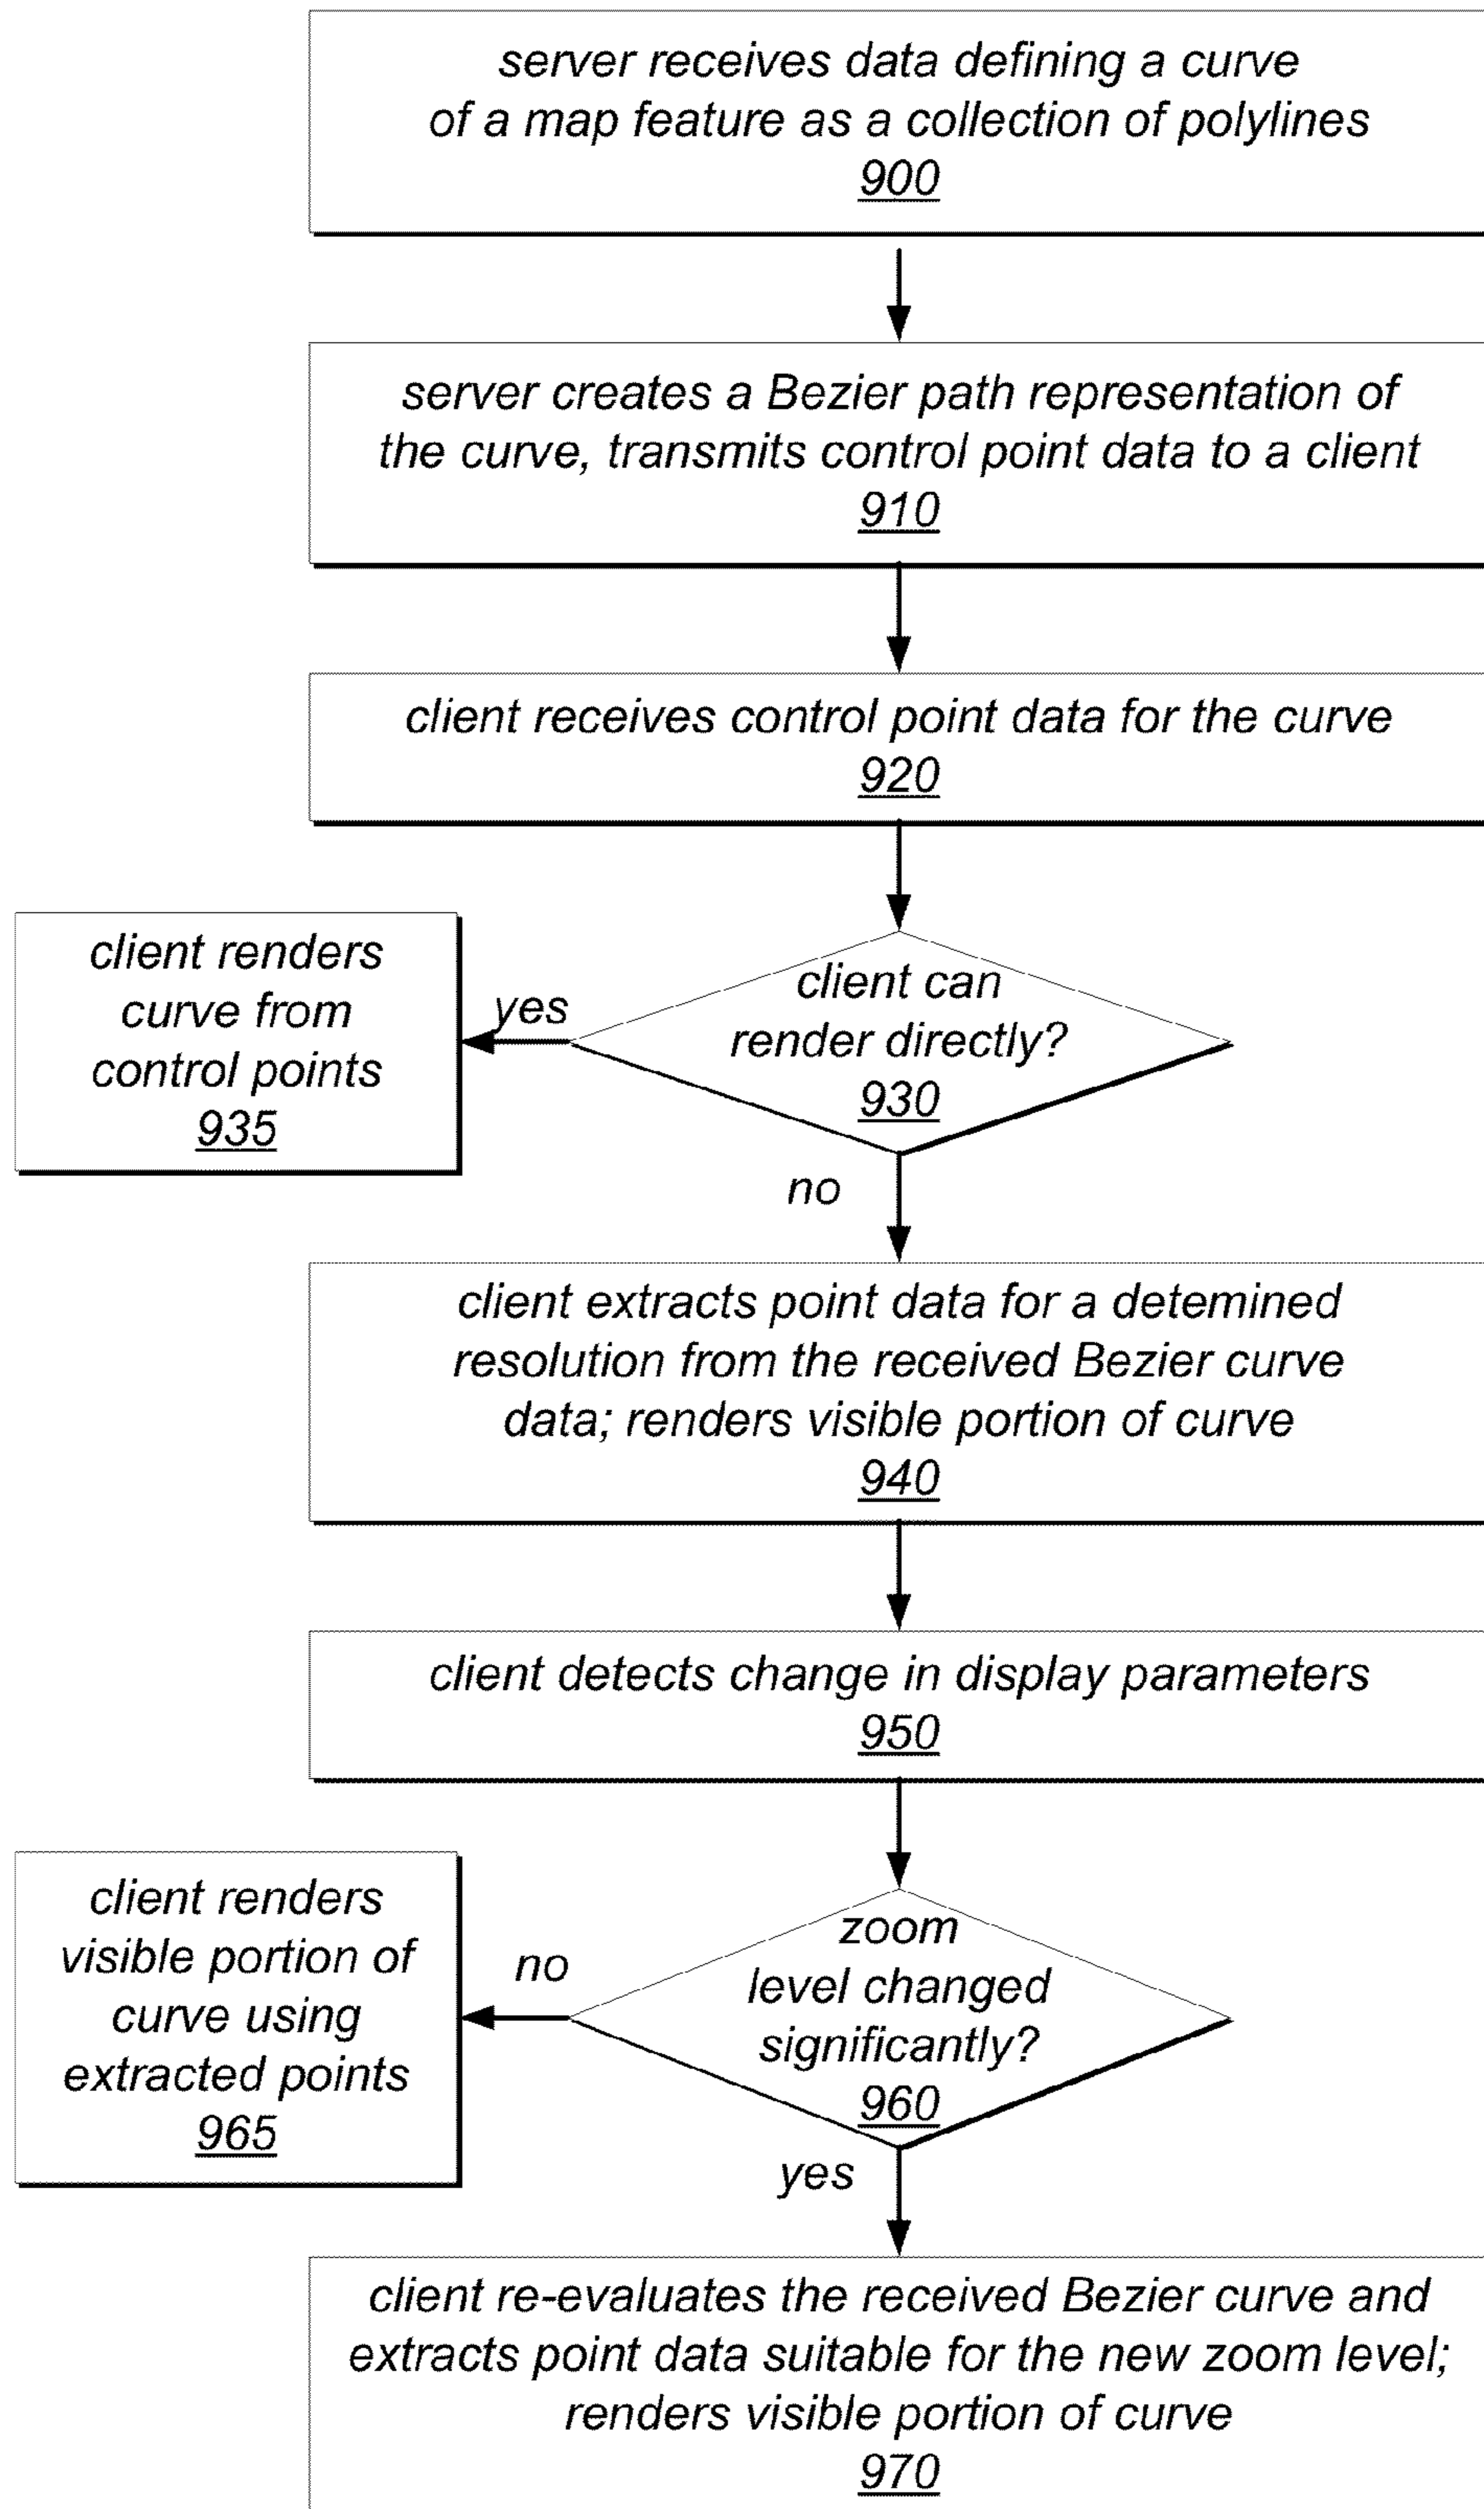 server receives data defining a curve
of a map feature as a collection of polylines
900
server creates a Bezier path representation of
the curve, transmits control point data to a client
910
client receives control point data for the curve
920
client can
render directly?
930
yes
client renders
curve from
control points
935
no
client extracts point data for a detemined
resolution from the received Bezier curve
data; renders visible portion of curve
940
client detects change in display parameters
950
zoom
level changed
significantly?
960
no
client renders
visible portion of
curve using
extracted points
965
yes
client re-evaluates the received Bezier curve and
extracts point data suitable for the new zoom level;
renders visible portion of curve
970